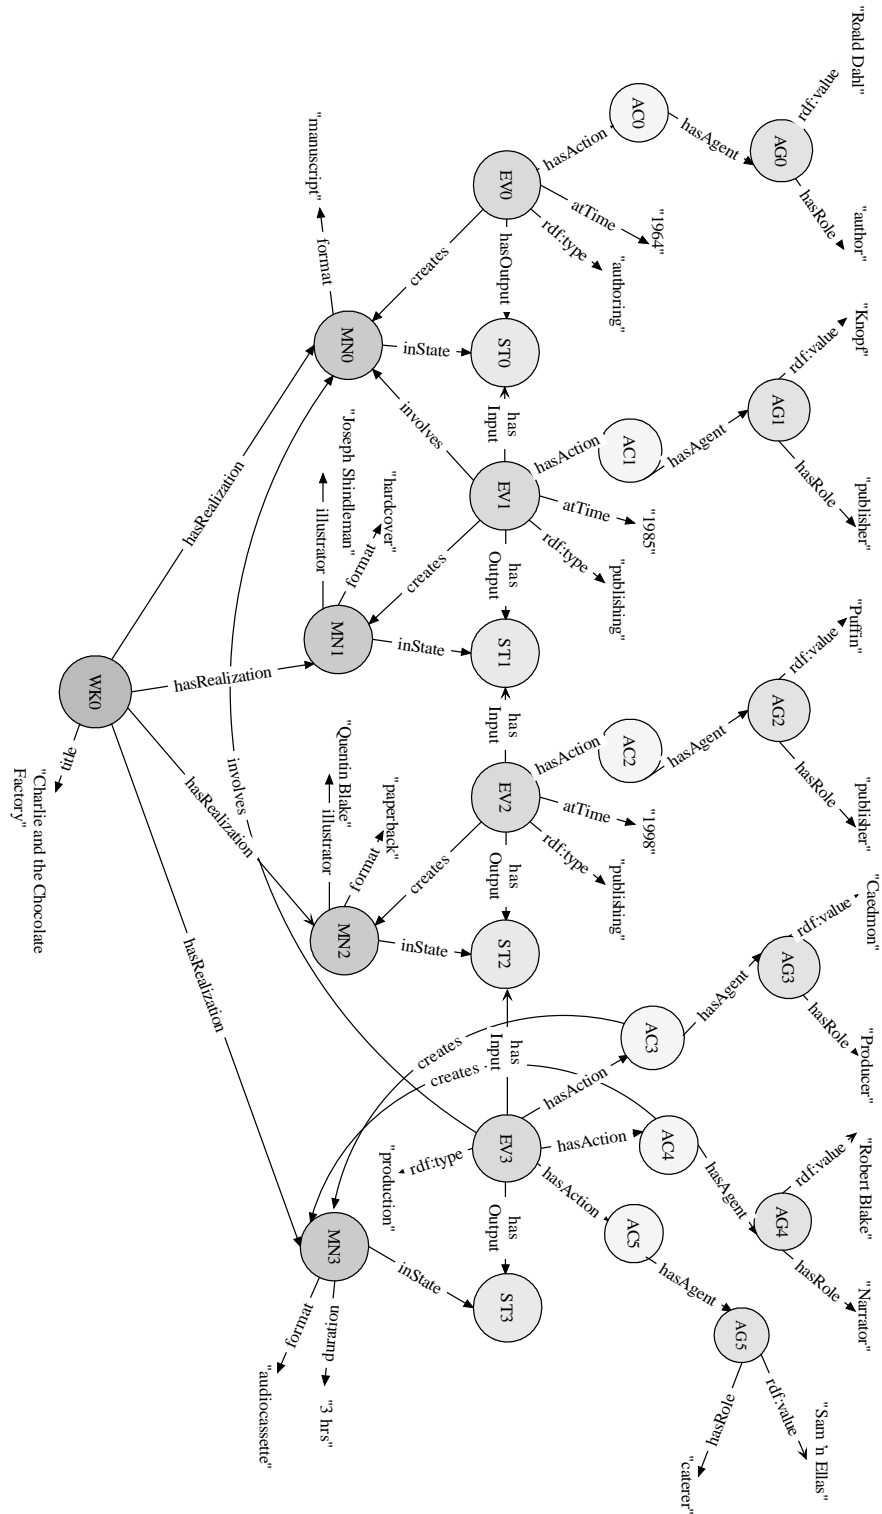 "Roald Dahl"
"author"
"Knopf"
"publisher"
"Puffin"
"publisher"
"Caedmon"
"Producer"
"Robert Blake"
"Narrator"
"Sam 'n Ellas"
rdf:value
hasRole
rdf:value
hasRole
rdf:value
hasRole
rdf:value
hasRole
rdf:value
hasRole
rdf:value
AG0
AG1
AG2
AG3
AG4
AG5
hasRole
"caterer"
hasAgent
hasAgent
hasAgent
hasAgent
hasAgent
hasAgent
AC0
AC1
AC2
AC3
AC4
AC5
"1964"
"authoring"
"1985"
"publishing"
"1998"
"publishing"
hasAction
atTime
rdf:type
hasAction
atTime
rdf:type
hasAction
atTime
rdf:type
hasAction
hasAction
hasAction
EV0
hasOutput
ST0
has
Input
EV1
has
Output
ST1
has
Input
EV2
has
Output
ST2
has
Input
EV3
has
Output
ST3
creates
inState
involves
creates
inState
creates
inState
creates
creates
rdf:type
"production"
inState
"manuscript"
format
MN0
"hardcover"
format
"Joseph Shindleman"
illustrator
MN1
"paperback"
format
"Quentin Blake"
illustrator
MN2
MN3
duration
"3 hrs"
format
"audiocassette"
hasRealization
hasRealization
involves
hasRealization
hasRealization
WK0
title
"Charlie and the Chocolate
Factory"